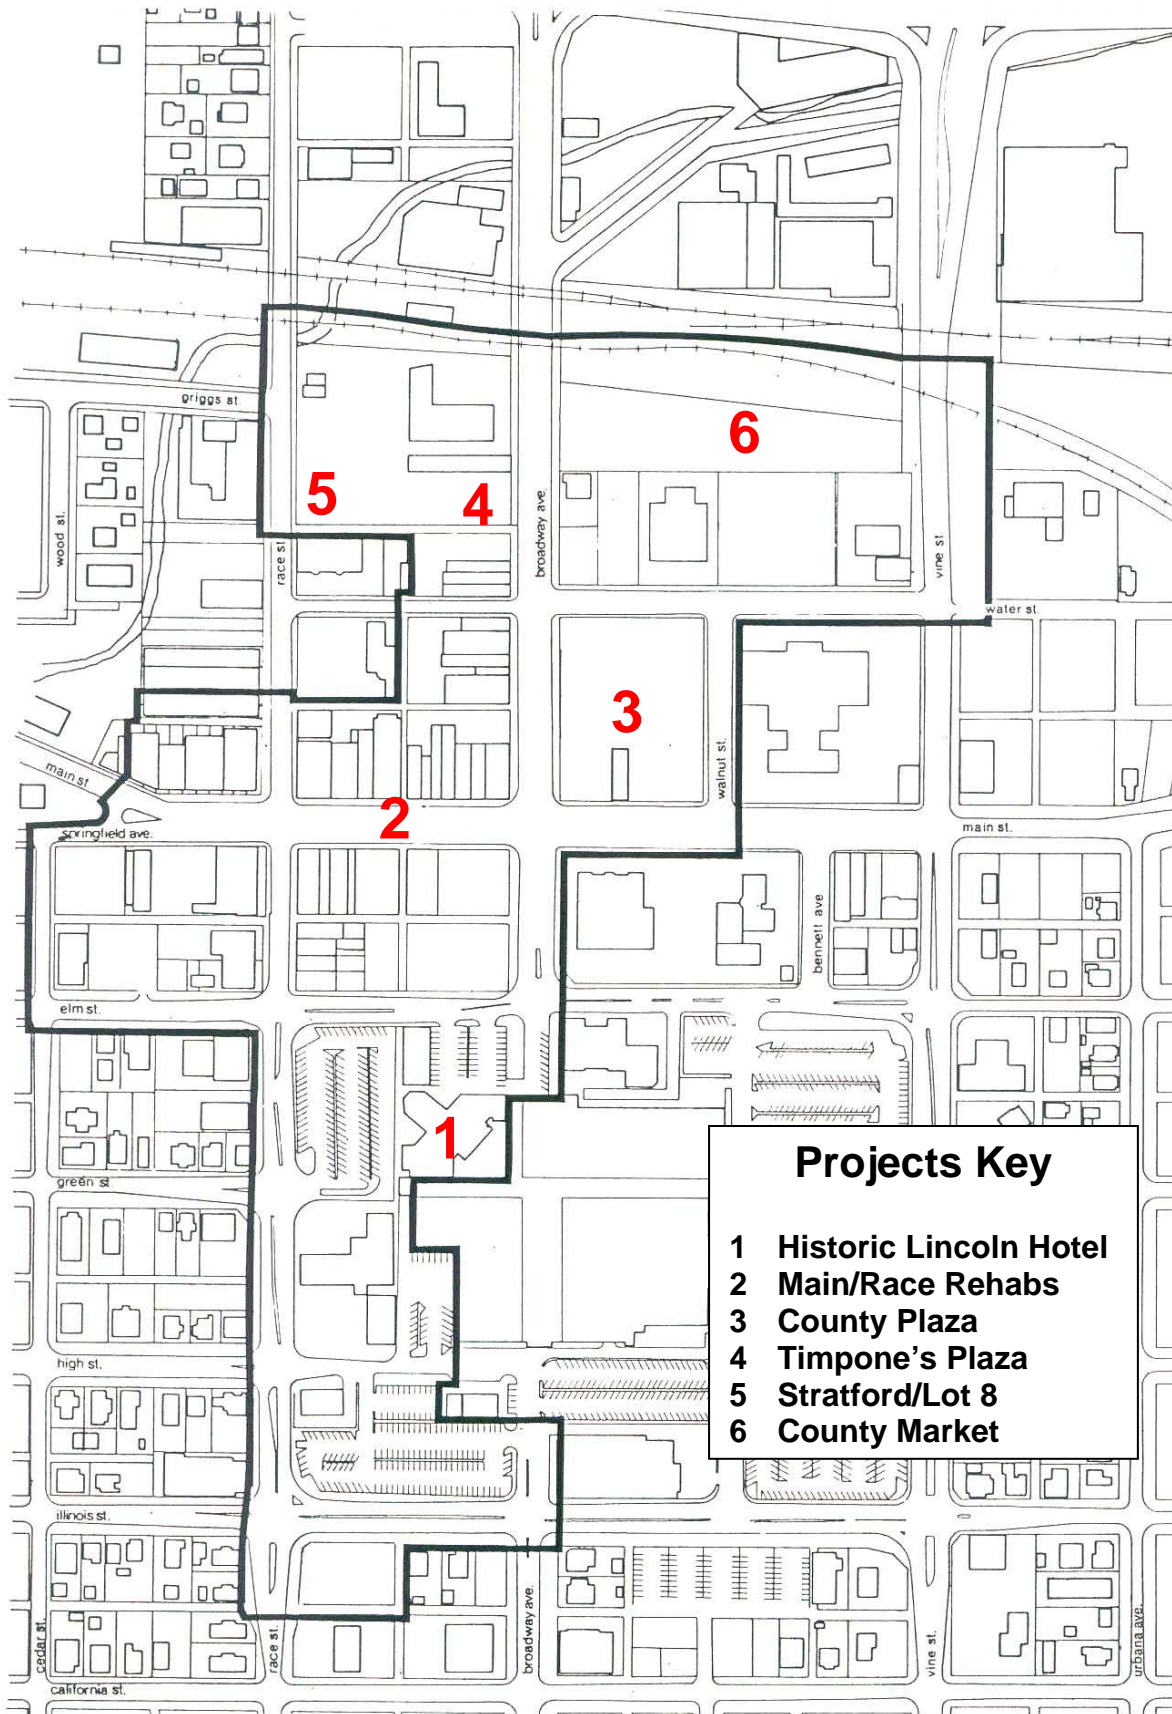 griggs st.
6
5
4
wood st.
race st
broadway ave.
vine st.
water st.
3
walnut st.
main st
2
springfield ave.
main st.
bennett ave
elm st.
1
green st
Projects Key
1 Historic Lincoln Hotel
2 Main/Race Rehabs
3 County Plaza
4 Timpone's Plaza
5 Stratford/Lot 8
6 County Market
high st.
illinois st.
cedar st.
race st.
broadway ave.
vine st.
urbana ave.
california st.